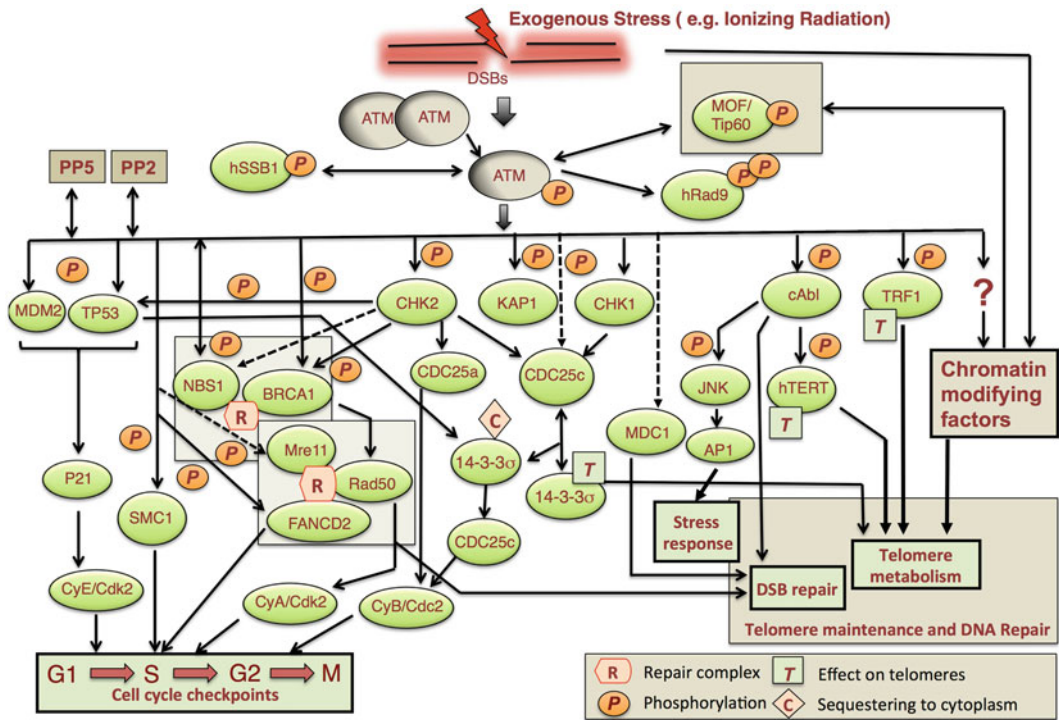 Exogenous Stress ( e.g. Ionizing Radiation)
DSBs
ATM
ATM
MOF/
Tip60
P
hSSB1
P
ATM
P
hRad9
P
P
PP5
PP2
P
P
P
P
P
P
P
P
MDM2
TP53
CHK2
KAP1
CHK1
cAbl
TRF1
T
?
NBS1
P
BRCA1
P
CDC25a
CDC25c
P
JNK
P
hTERT
T
Chromatin
modifying
factors
R
C
MDC1
AP1
P21
P
P
P
Mre11
14-3-3σ
T
SMC1
R
Rad50
14-3-3σ
FANCD2
Stress
response
CDC25c
Telomere
metabolism
CyE/Cdk2
CyA/Cdk2
CyB/Cdc2
DSB repair
Telomere maintenance and DNA Repair
G1 S G2 M
Cell cycle checkpoints
R Repair complex
T Effect on telomeres
P Phosphorylation
C Sequestering to cytoplasm